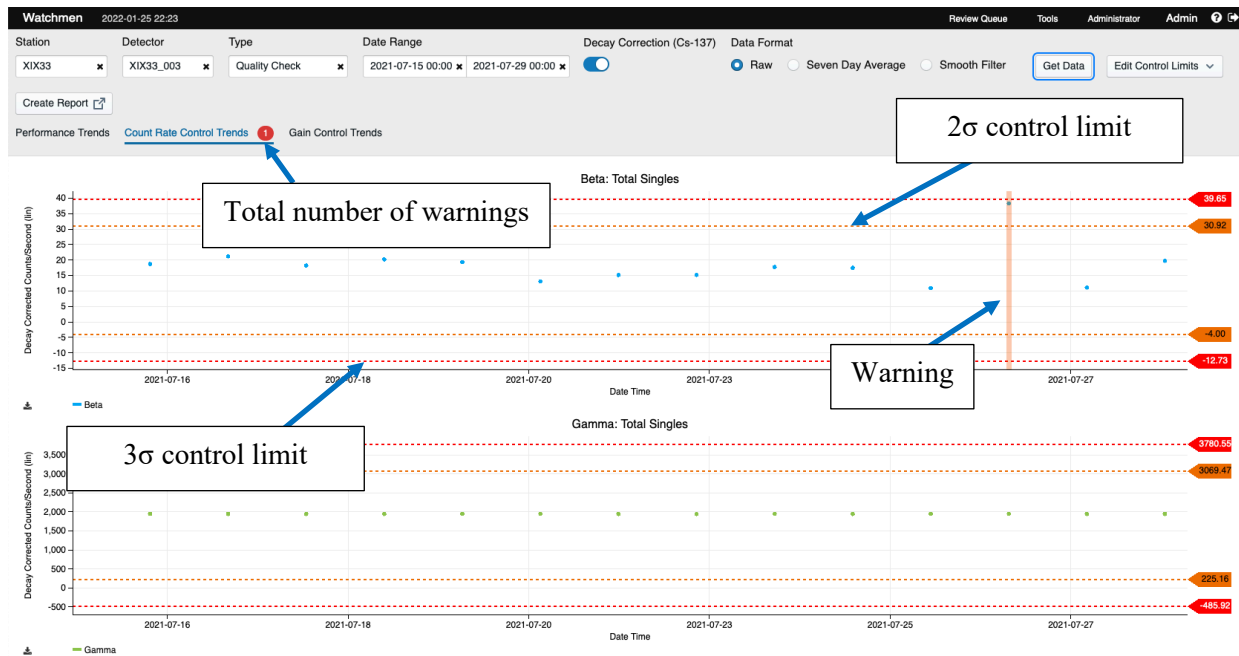 Watchmen 2022-01-25 22:23 Review Queue Tools Administrator Admin
Station Detector Type Date Range Decay Correction (Cs-137) Data Format
XIX33 XIX33_003 Quality Check 2021-07-15 00:00 2021-07-29 00:00 Raw Seven Day Average Smooth Filter Get Data Edit Control Limits
Create Report
Performance Trends Count Rate Control Trends 1 Gain Control Trends
2σ control limit
Total number of warnings
Beta: Total Singles
Decay Corrected Counts/Second (lin)
40
35
30
25
20
15
10
5
0
-5
-10
-15
39.65
30.92
-4.00
-12.73
Warning
2021-07-16 2021-07-18 2021-07-20 2021-07-23 2021-07-27
Date Time
Beta
3σ control limit
Gamma: Total Singles
Decay Corrected Counts/Second (lin)
3,500
3,000
2,500
2,000
1,500
1,000
500
0
-500
3780.55
3069.47
225.16
-485.92
2021-07-16 2021-07-18 2021-07-20 2021-07-23 2021-07-25 2021-07-27
Date Time
Gamma